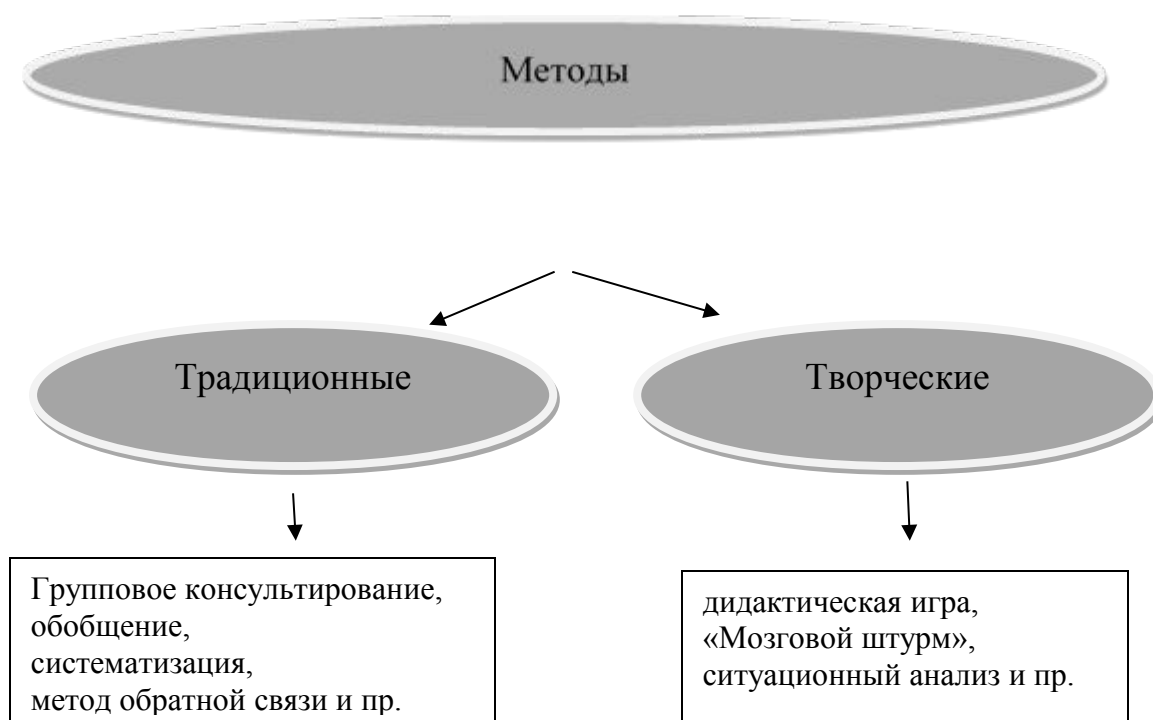 Методы
Традиционные
Творческие
Групповое консультирование,
обобщение,
систематизация,
метод обратной связи и пр.
дидактическая игра,
«Мозговой штурм»,
ситуационный анализ и пр.